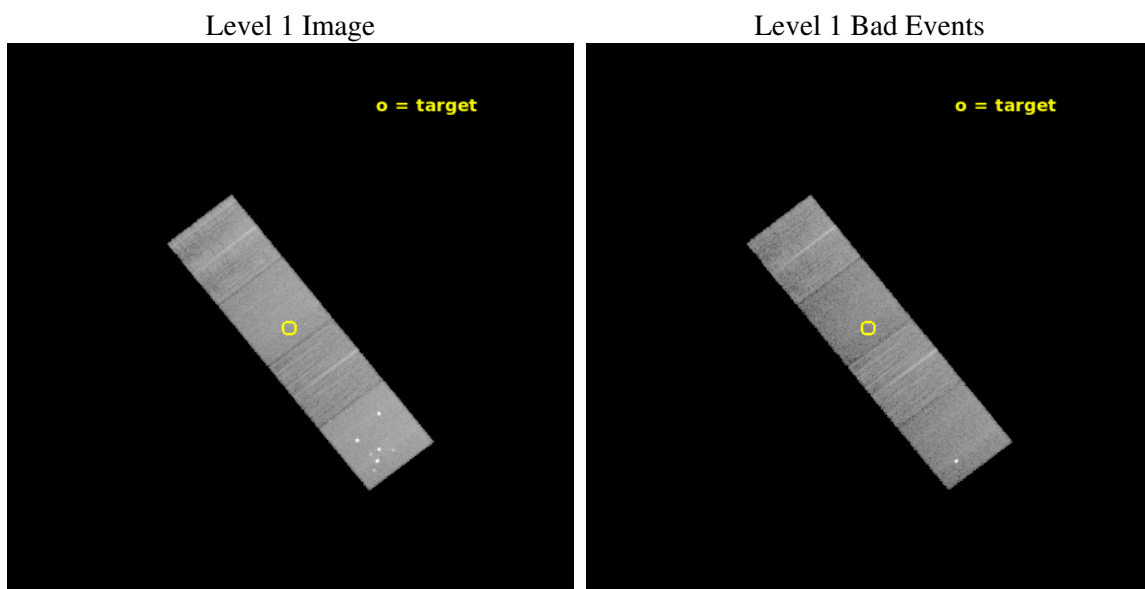 Level 1 Image
Level 1 Bad Events
o = target
o = target